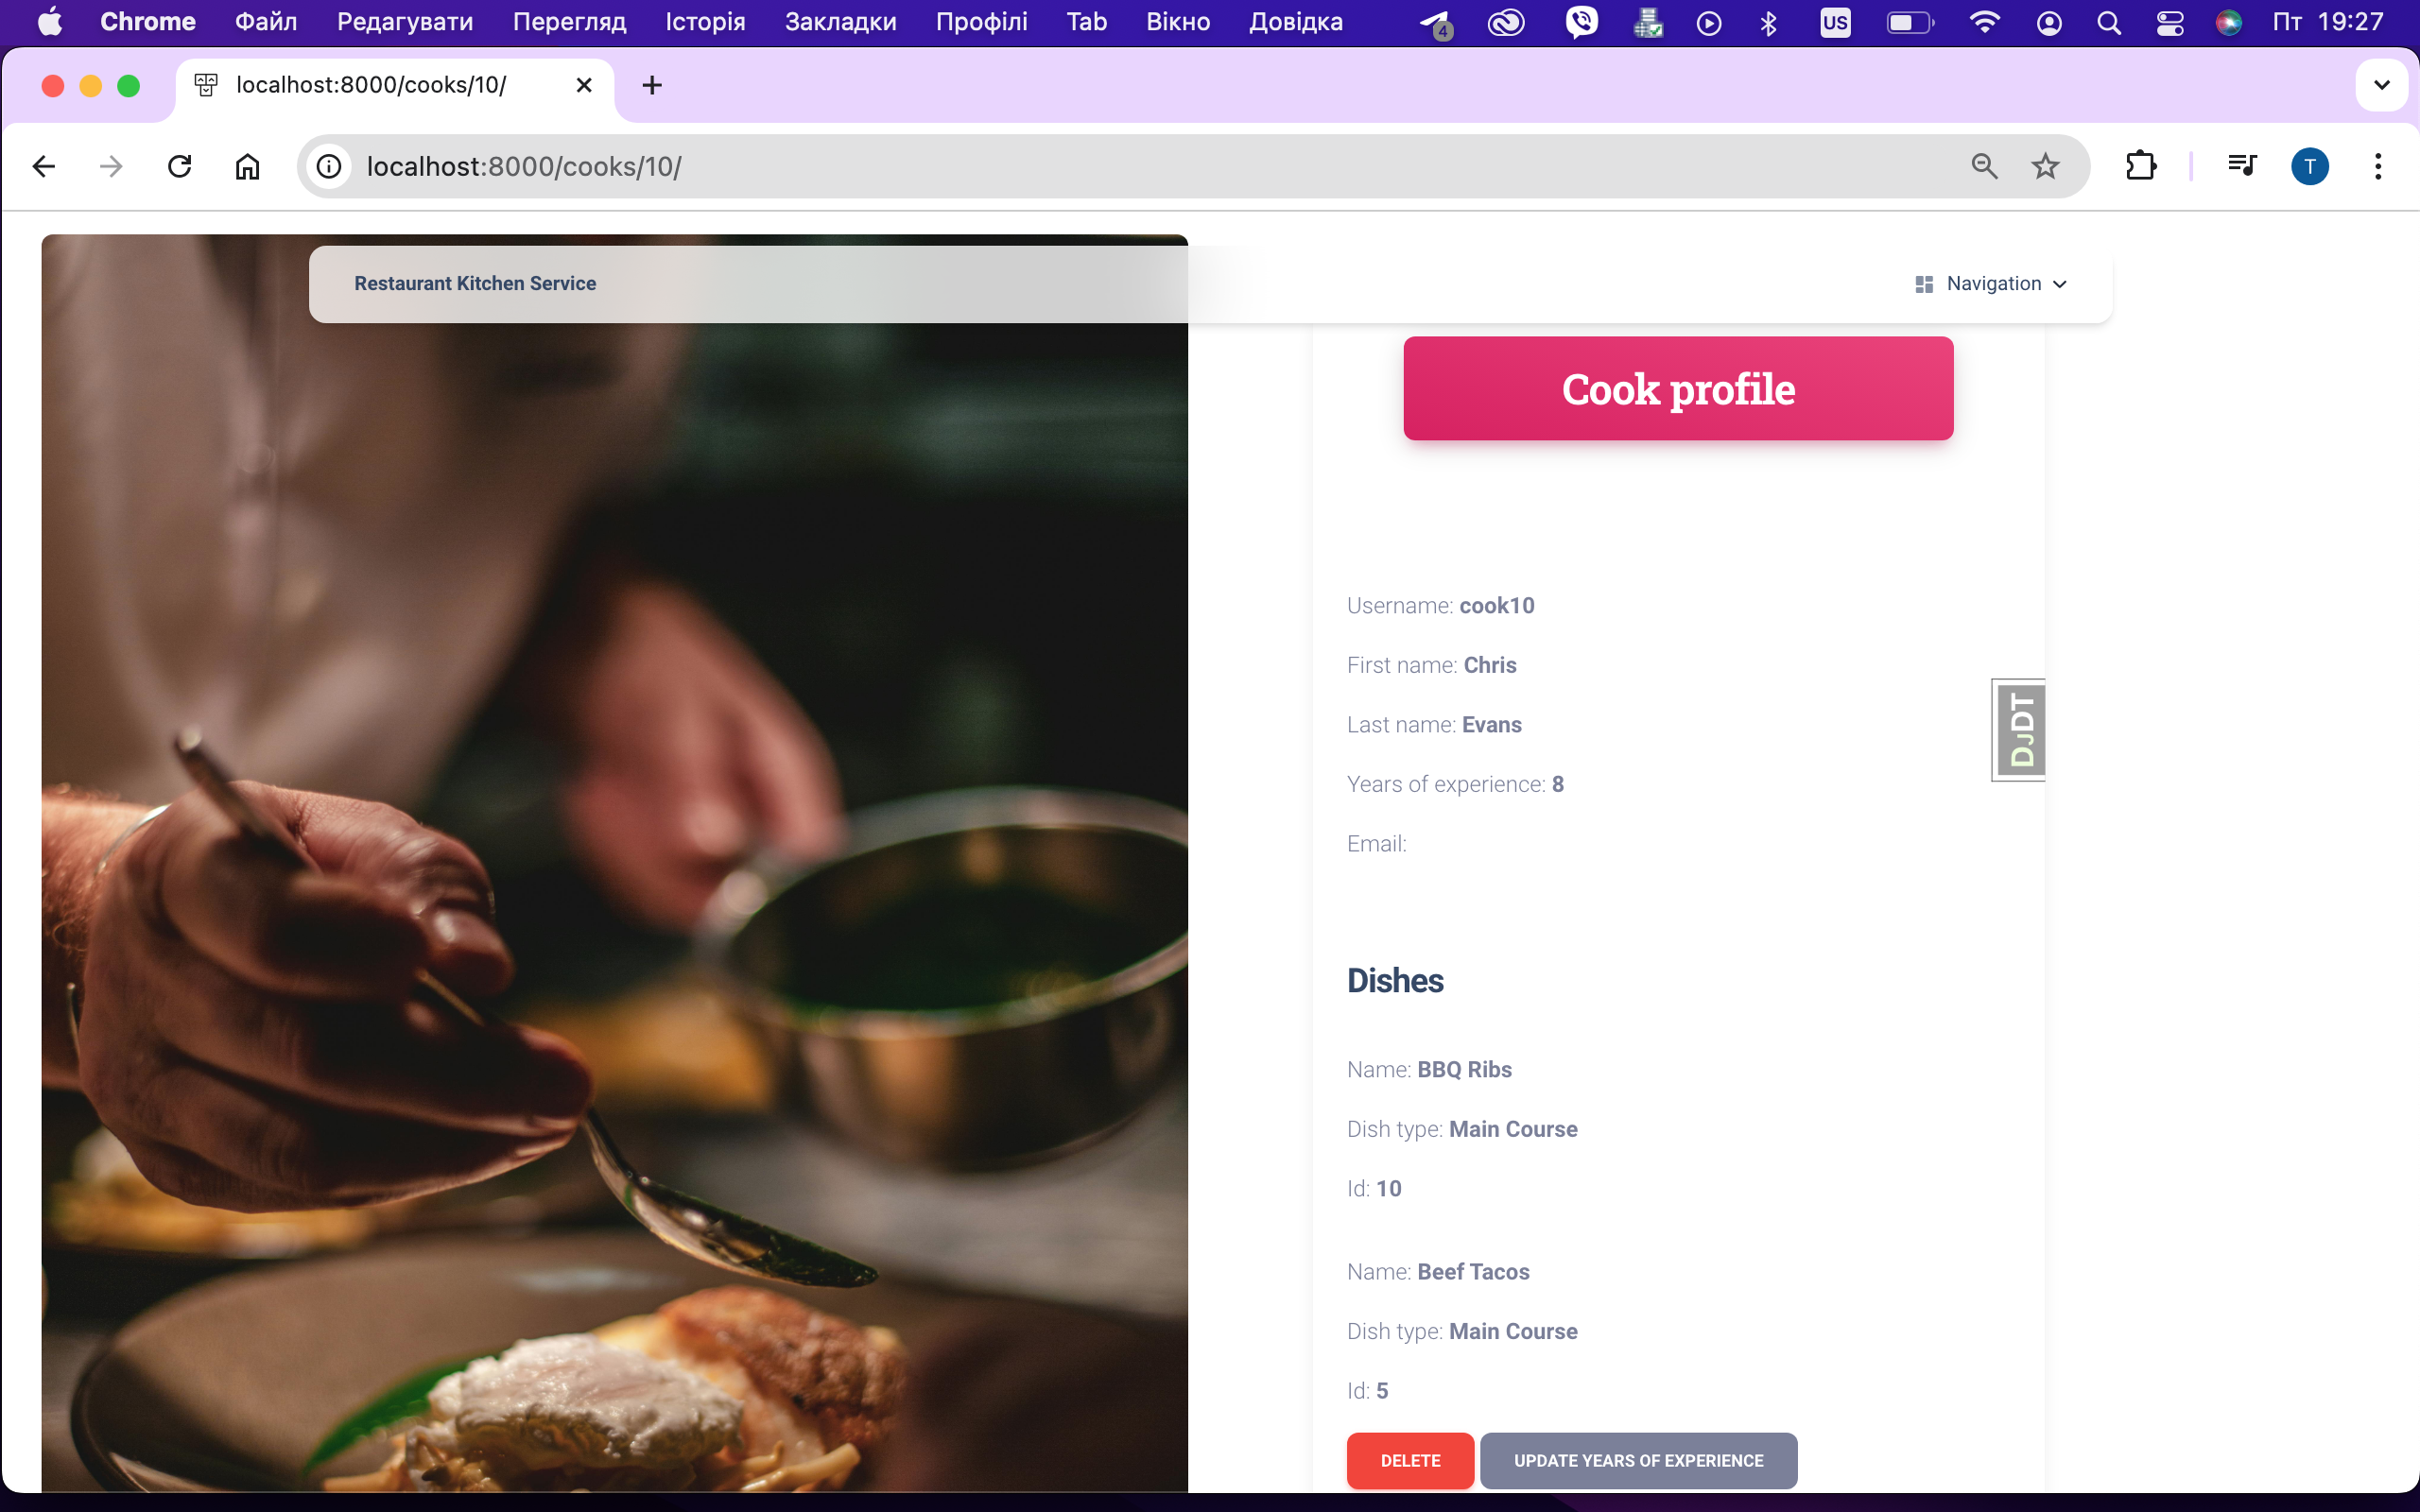 Chrome Файл Редагувати Перегляд Історія Закладки Профілі Tab Вікно Довідка 4 US Пт 19:27
localhost:8000/cooks/10/
localhost:8000/cooks/10/ T
Restaurant Kitchen Service Navigation
Cook profile
Username: cook10
First name: Chris
Last name: Evans
DJDT
Years of experience: 8
Email:
Dishes
Name: BBQ Ribs
Dish type: Main Course
Id: 10
Name: Beef Tacos
Dish type: Main Course
Id: 5
DELETE UPDATE YEARS OF EXPERIENCE